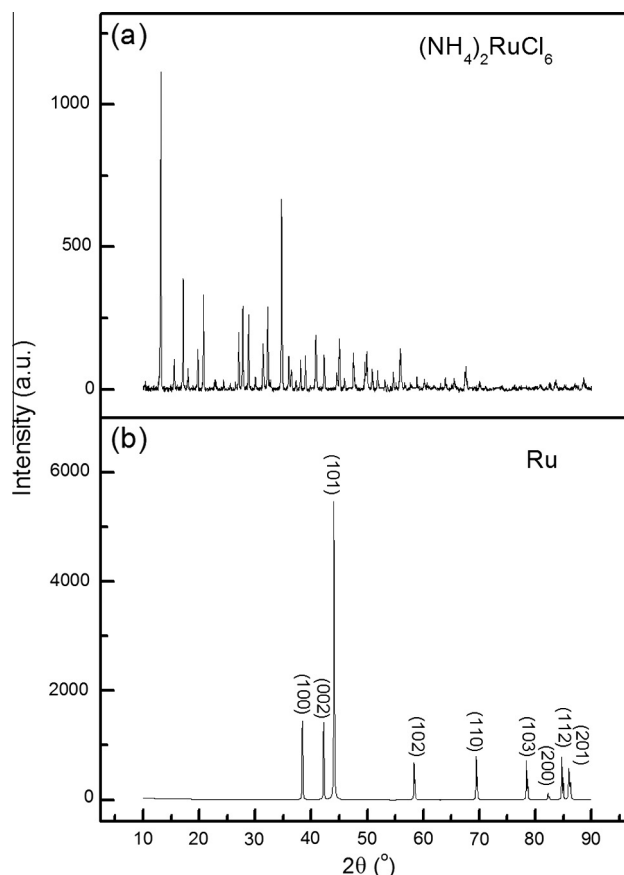 (a)
(NH₄)₂RuCl₆
1000
500
0
Intensity (a.u.)
(b)
Ru
6000
4000
2000
0
(100)
(002)
(101)
(102)
(110)
(103)
(200)
(112)
(201)
10 20 30 40 50 60 70 80 90
2θ (°)